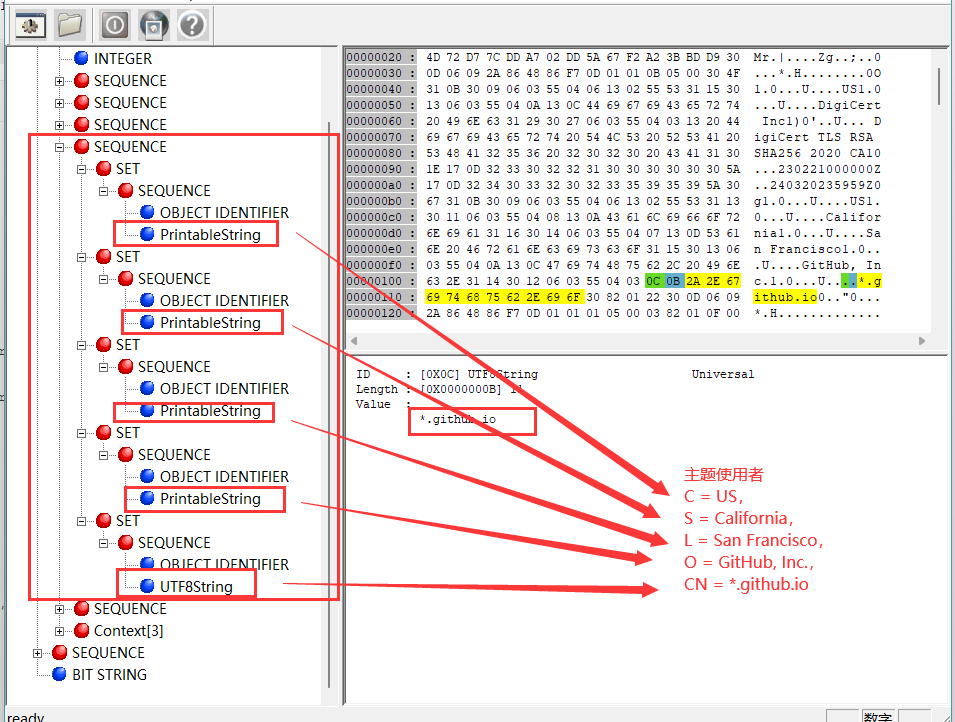 INTEGER
SEQUENCE
SEQUENCE
SEQUENCE
SEQUENCE
SET
SEQUENCE
OBJECT IDENTIFIER
PrintableString
SET
SEQUENCE
OBJECT IDENTIFIER
PrintableString
SET
SEQUENCE
OBJECT IDENTIFIER
PrintableString
SET
SEQUENCE
OBJECT IDENTIFIER
PrintableString
SET
SEQUENCE
OBJECT IDENTIFIER
UTF8String
SEQUENCE
Context[3]
SEQUENCE
BIT STRING
00000020 : 4D 72 D7 7C DD A7 02 DD 5A 67 F2 A2 3B BD D9 30 Mr.|....Zg..;..0
00000030 : 0D 06 09 2A 86 48 86 F7 0D 01 01 0B 05 00 30 4F ...*.H........0O
00000040 : 31 0B 30 09 06 03 55 04 06 13 02 55 53 31 15 30 1.0...U....US1.0
00000050 : 13 06 03 55 04 0A 13 0C 44 69 67 69 43 65 72 74 ...U....DigiCert
00000060 : 20 49 6E 63 31 29 30 27 06 03 55 04 03 13 20 44 Inc1)0'..U... D
00000070 : 69 67 69 43 65 72 74 20 54 4C 53 20 52 53 41 20 igiCert TLS RSA
00000080 : 53 48 41 32 35 36 20 32 30 32 30 20 43 41 31 30 SHA256 2020 CA10
00000090 : 1E 17 0D 32 33 30 32 32 31 30 30 30 30 30 30 5A ...230221000000Z
000000a0 : 17 0D 32 34 30 33 32 30 32 33 35 39 35 39 5A 30 ..240320235959Z0
000000b0 : 67 31 0B 30 09 06 03 55 04 06 13 02 55 53 31 13 g1.0...U....US1.
000000c0 : 30 11 06 03 55 04 08 13 0A 43 61 6C 69 66 6F 72 0...U....Califor
000000d0 : 6E 69 61 31 16 30 14 06 03 55 04 07 13 0D 53 61 nia1.0...U....Sa
000000e0 : 6E 20 46 72 61 6E 63 69 73 63 6F 31 15 30 13 06 n Francisco1.0..
000000f0 : 03 55 04 0A 13 0C 47 69 74 48 75 62 2C 20 49 6E .U....GitHub, In
00000100 : 63 2E 31 14 30 12 06 03 55 04 03 0C 0B 2A 2E 67 c.1.0...U....*.g
00000110 : 69 74 68 75 62 2E 69 6F 30 82 01 22 30 0D 06 09 ithub.io0.."0...
00000120 : 2A 86 48 86 F7 0D 01 01 01 05 00 03 82 01 0F 00 *.H.............
ID : [0X0C] UTF8String Universal
Length : [0X0000000B] 11
Value :
*.github.io
主题使用者
C = US,
S = California,
L = San Francisco,
O = GitHub, Inc.,
CN = *.github.io
ready
数字